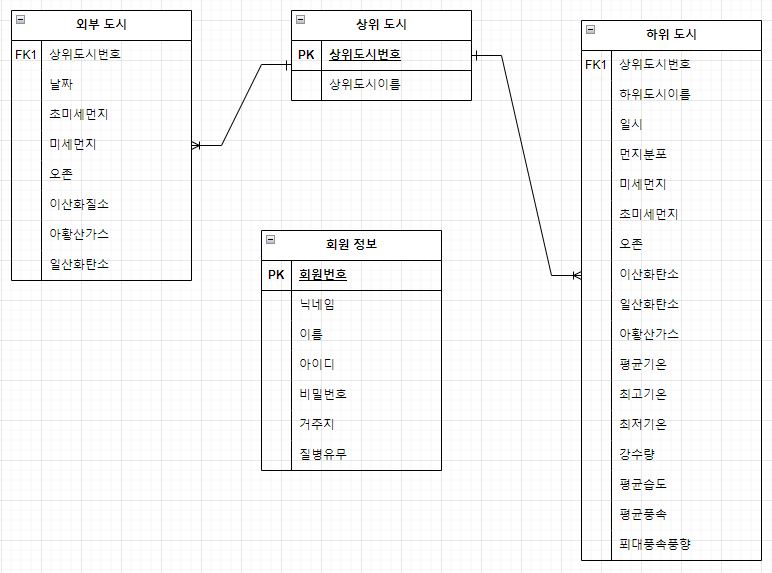 외부 도시
FK1 상위도시번호
날짜
초미세먼지
미세먼지
오존
이산화질소
아황산가스
일산화탄소
상위 도시
PK 상위도시번호
상위도시이름
회원 정보
PK 회원번호
닉네임
이름
아이디
비밀번호
거주지
질병유무
하위 도시
FK1 상위도시번호
하위도시이름
일시
먼지분포
미세먼지
초미세먼지
오존
이산화탄소
일산화탄소
아황산가스
평균기온
최고기온
최저기온
강수량
평균습도
평균풍속
푀대풍속풍향